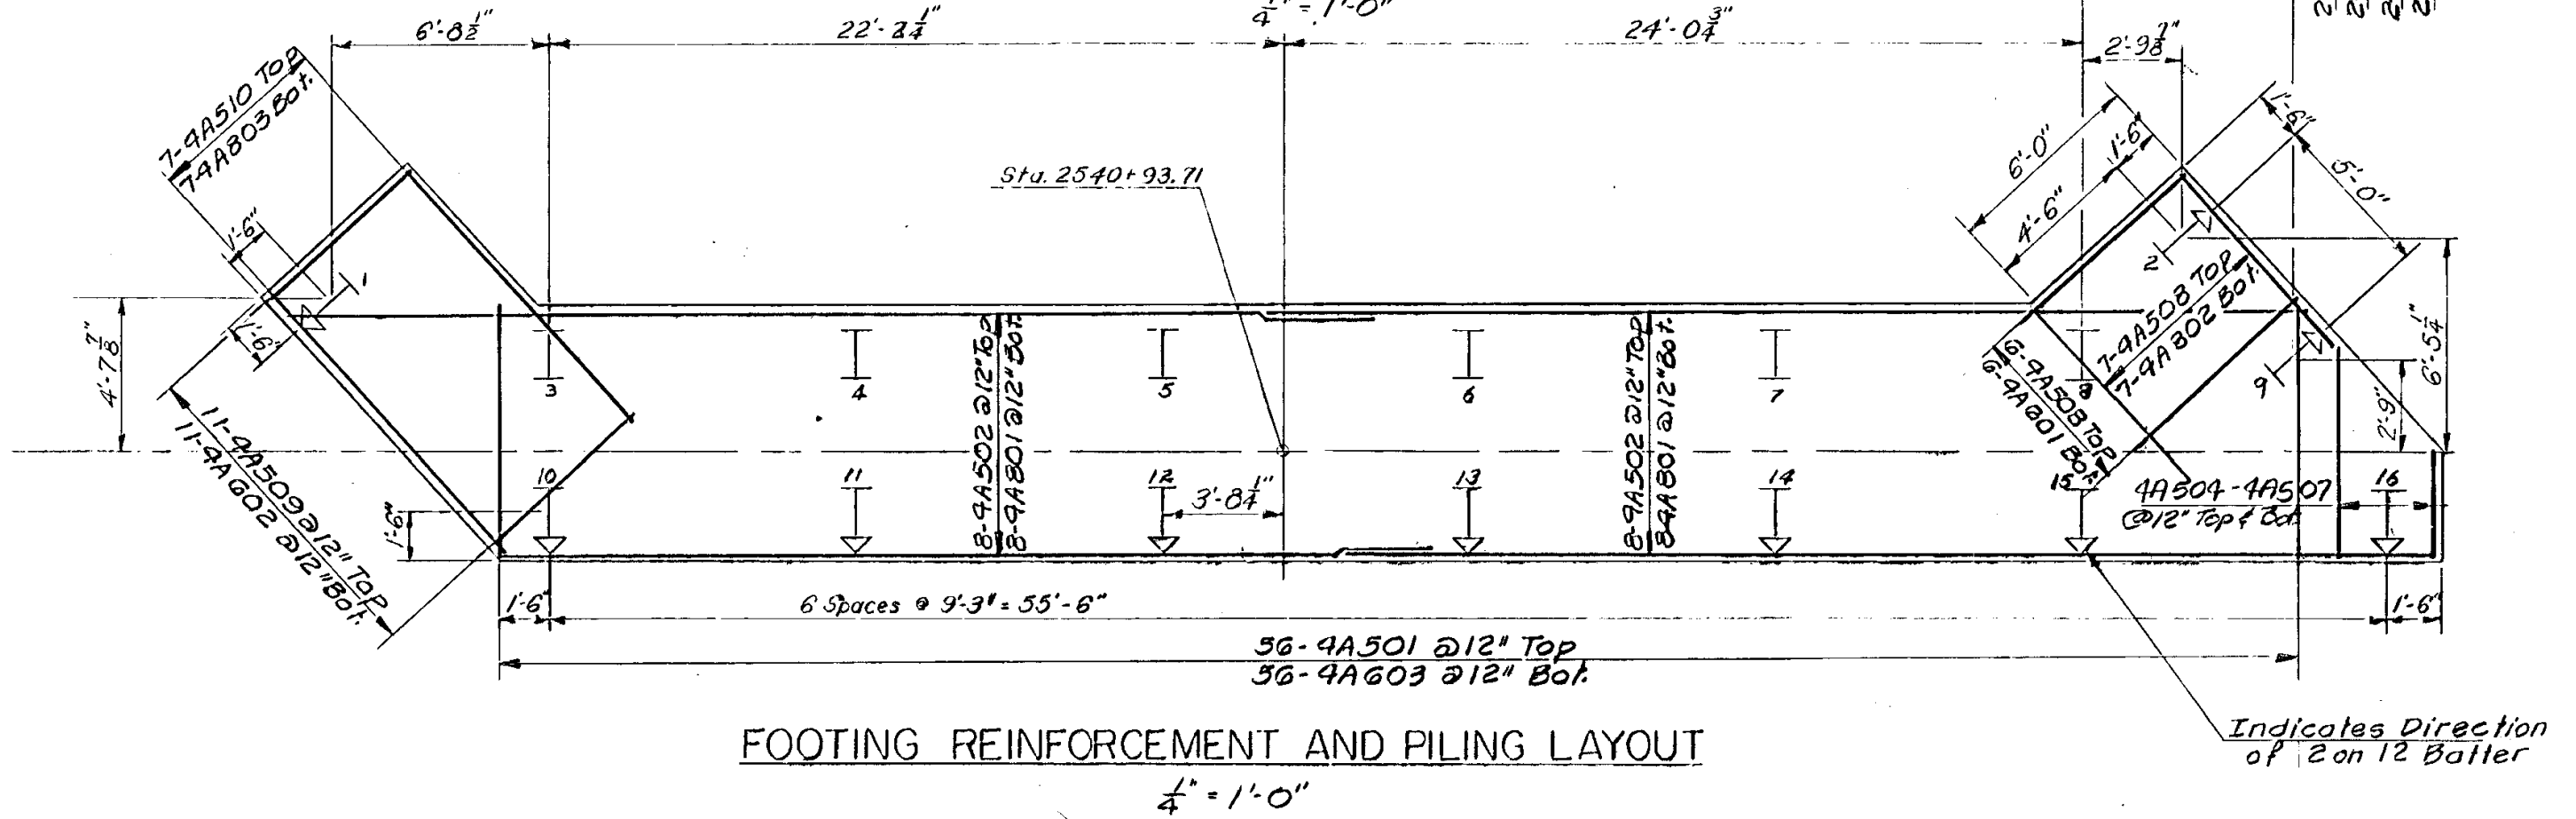 1/4" = 1'-0"
6'-8 1/2"
22'-2 1/4"
24'-0 3/4"
2'-9 7/8"
7-4A510 Top
7-4A803 Bot.
1'-6"
1'-6"
1
4'-7 7/8"
11-4A509 @ 12" Top
11-4A602 @ 12" Bot.
1'-6"
Sta. 2540+93.71
6'-0"
1'-6"
4'-6"
1'-6"
5'-0"
2
7-4A508 Top
7-4A802 Bot.
6-4A503 Top
6-4A601 Bot.
9
2'-9"
6'-5 1/4"
3
4
5
6
7
8
8-4A502 @ 12" Top
8-4A801 @ 12" Bot.
8-4A502 @ 12" Top
8-4A801 @ 12" Bot.
10
11
12
13
14
15
16
3'-8 1/4"
4A504-4A507
@ 12" Top & Bot.
1'-6"
6 Spaces @ 9'-3" = 55'-6"
1'-6"
56-4A501 @ 12" Top
56-4A603 @ 12" Bot.
FOOTING REINFORCEMENT AND PILING LAYOUT
1/4" = 1'-0"
Indicates Direction
of 2 on 12 Batter